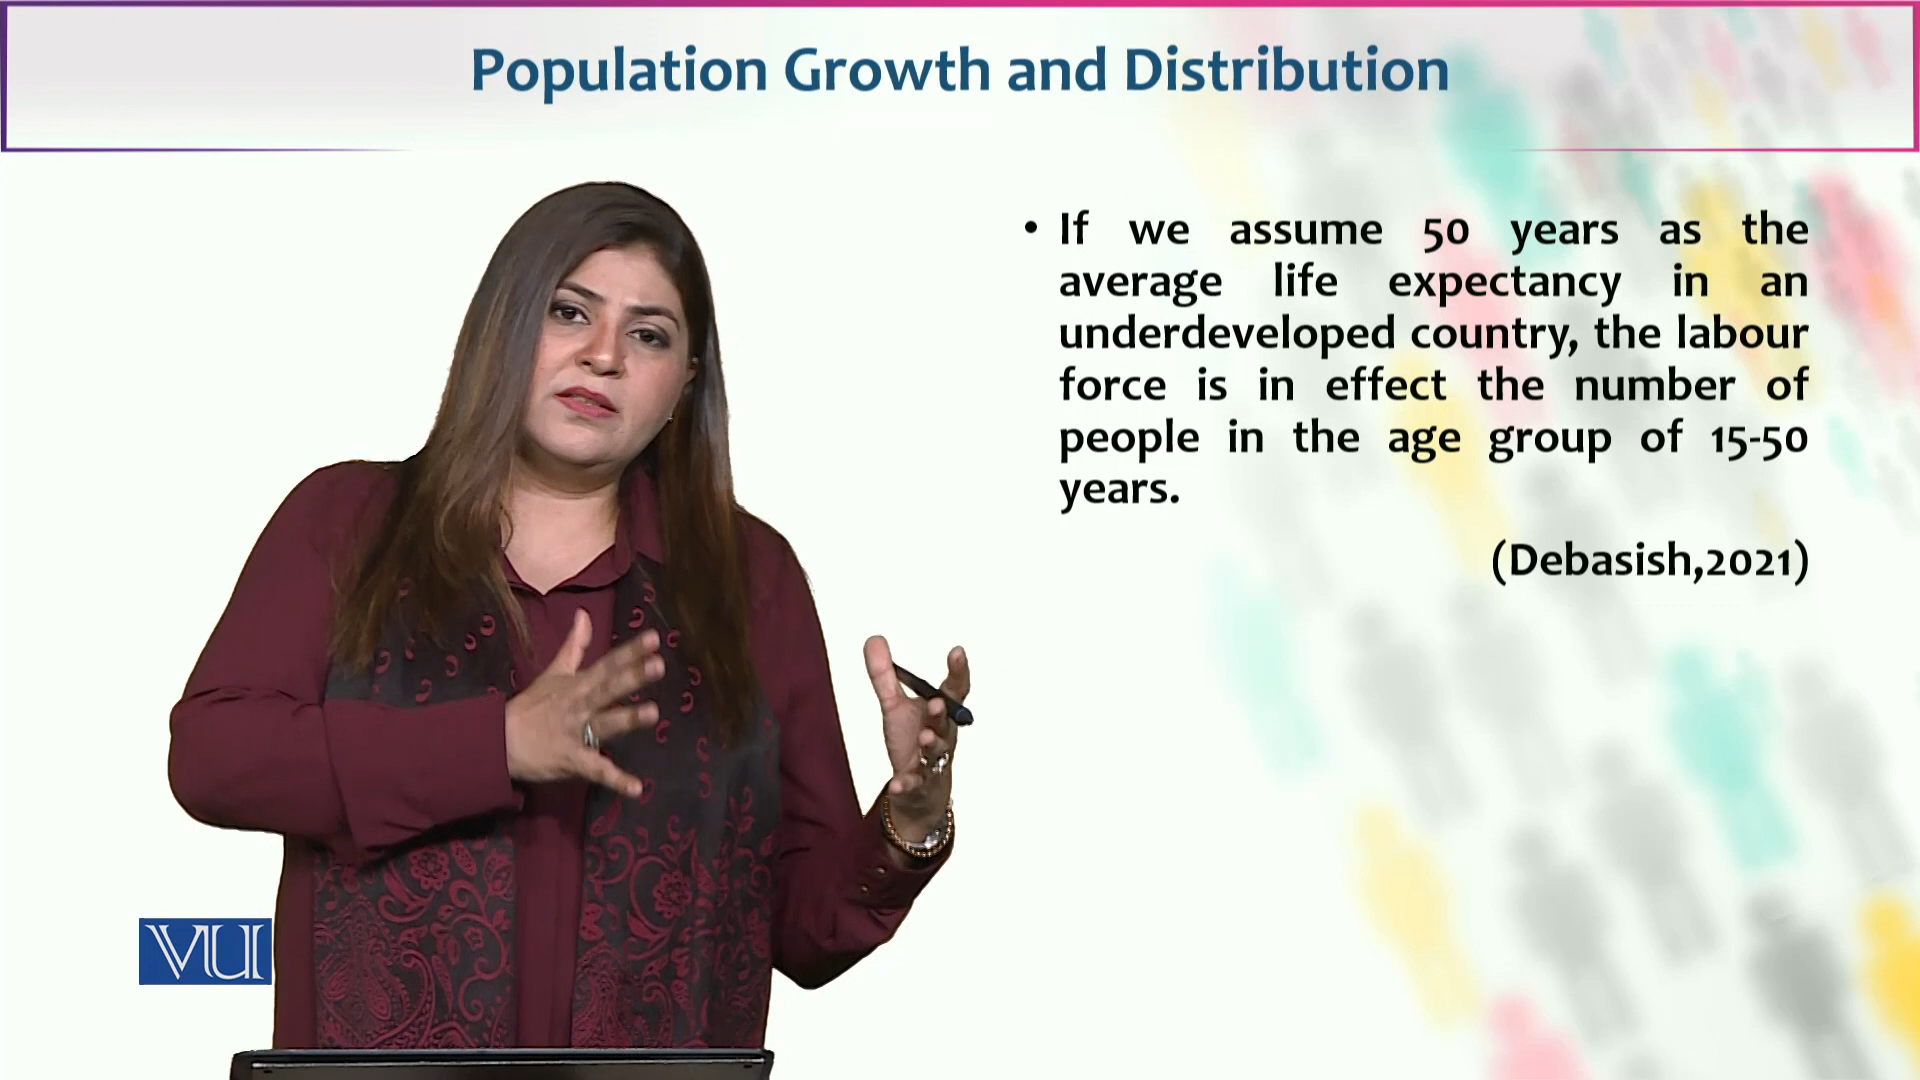 Population Growth and Distribution
• If we assume 50 years as the
average life expectancy in an
underdeveloped country, the labour
force is in effect the number of
people in the age group of 15-50
years.
(Debasish,2021)
VU